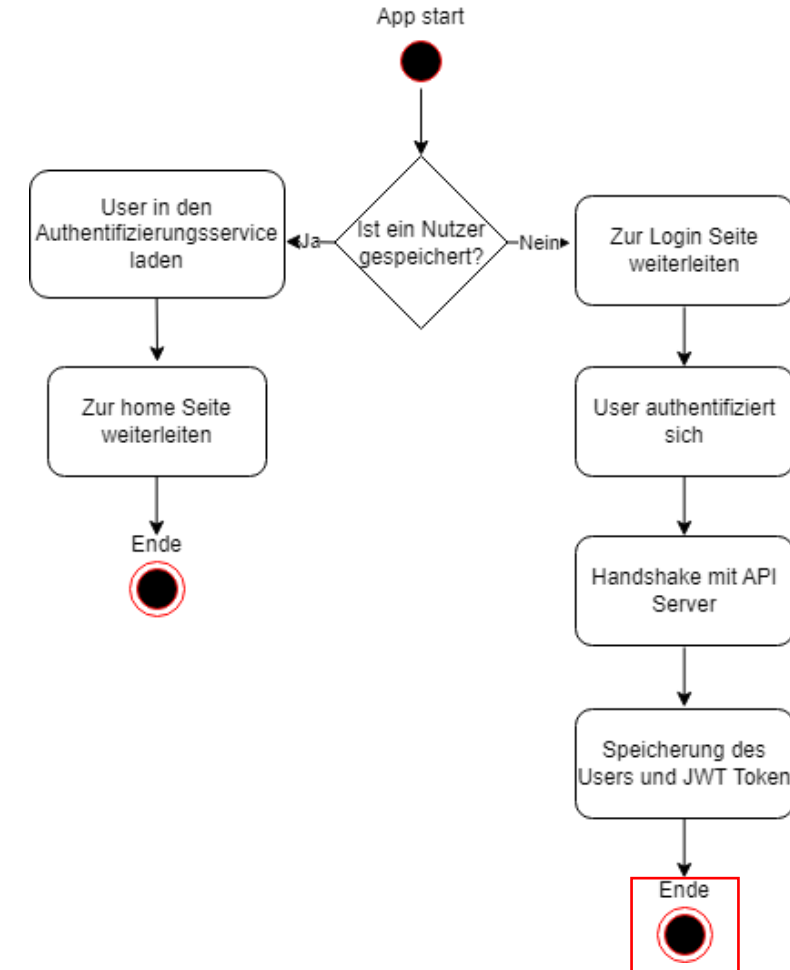 App start
Ist ein Nutzer
gespeichert?
Ja
Nein
User in den
Authentifizierungsservice
laden
Zur home Seite
weiterleiten
Ende
Zur Login Seite
weiterleiten
User authentifiziert
sich
Handshake mit API
Server
Speicherung des
Users und JWT Token
Ende